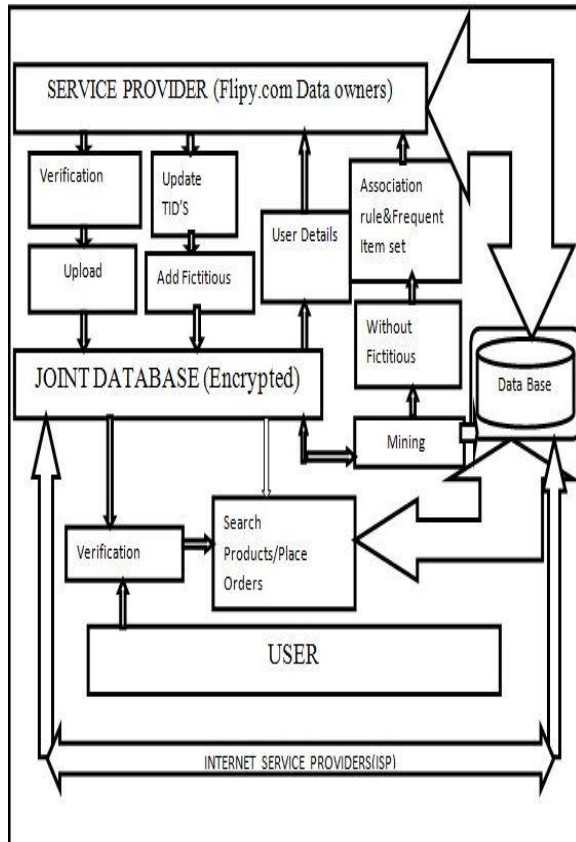 SERVICE PROVIDER (Flipy.com Data owners)
Verification
Update
TID'S
User Details
Association
rule&Frequent
Item set
Upload
Add Fictitious
Without
Fictitious
JOINT DATABASE (Encrypted)
Data Base
Mining
Verification
Search
Products/Place
Orders
USER
INTERNET SERVICE PROVIDERS(ISP)